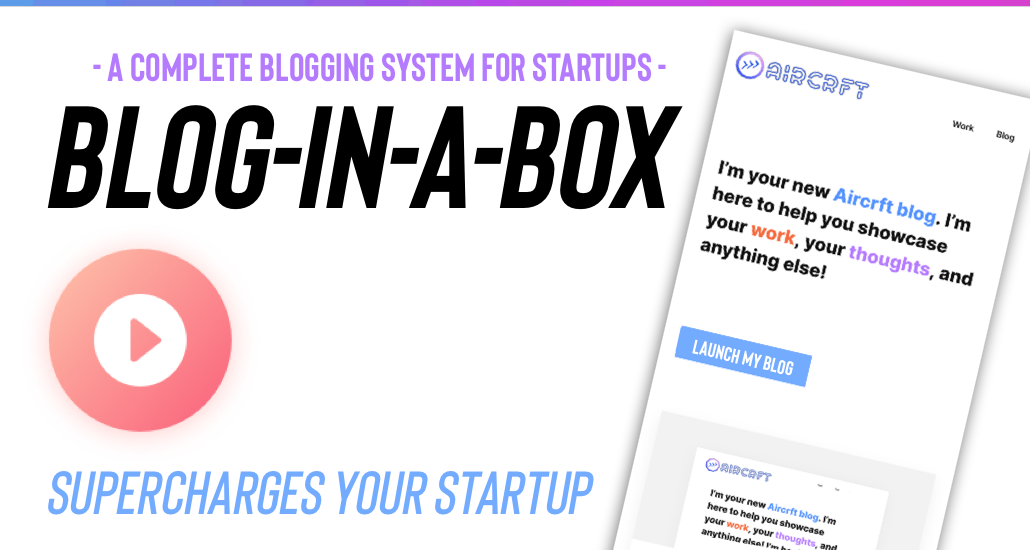 - A COMPLETE BLOGGING SYSTEM FOR STARTUPS -
BLOG-IN-A-BOX
SUPERCHARGES YOUR STARTUP
AIRCRFT
Work Blog
I'm your new Aircrft blog. I'm
here to help you showcase
your work, your thoughts, and
anything else!
LAUNCH MY BLOG
AIRCRFT
I'm your new Aircrft blog. I'm
here to help you showcase
your work, your thoughts, and
anything else! I'm h